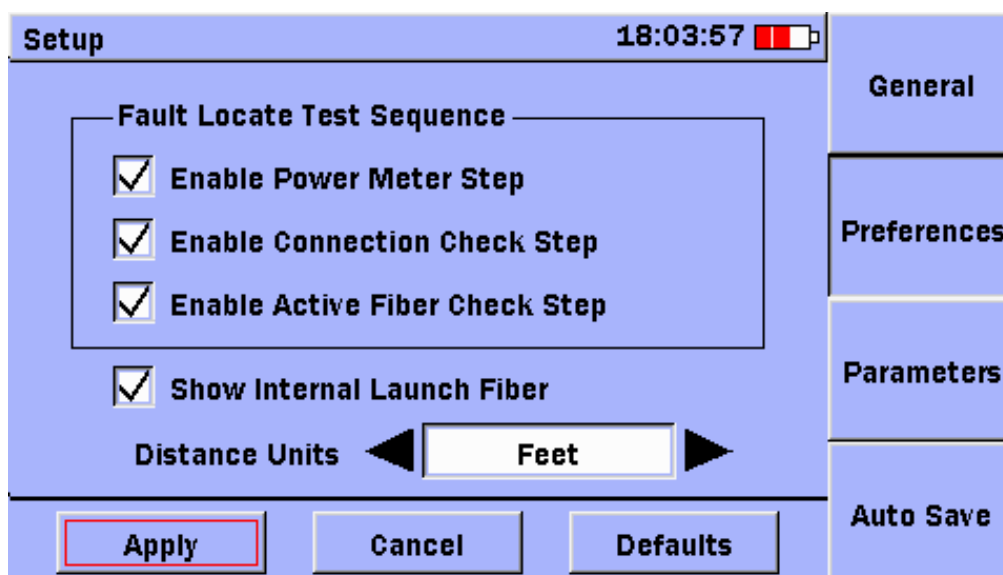 Setup
18:03:57
Fault Locate Test Sequence
Enable Power Meter Step
Enable Connection Check Step
Enable Active Fiber Check Step
Show Internal Launch Fiber
Distance Units
Feet
Apply
Cancel
Defaults
General
Preferences
Parameters
Auto Save